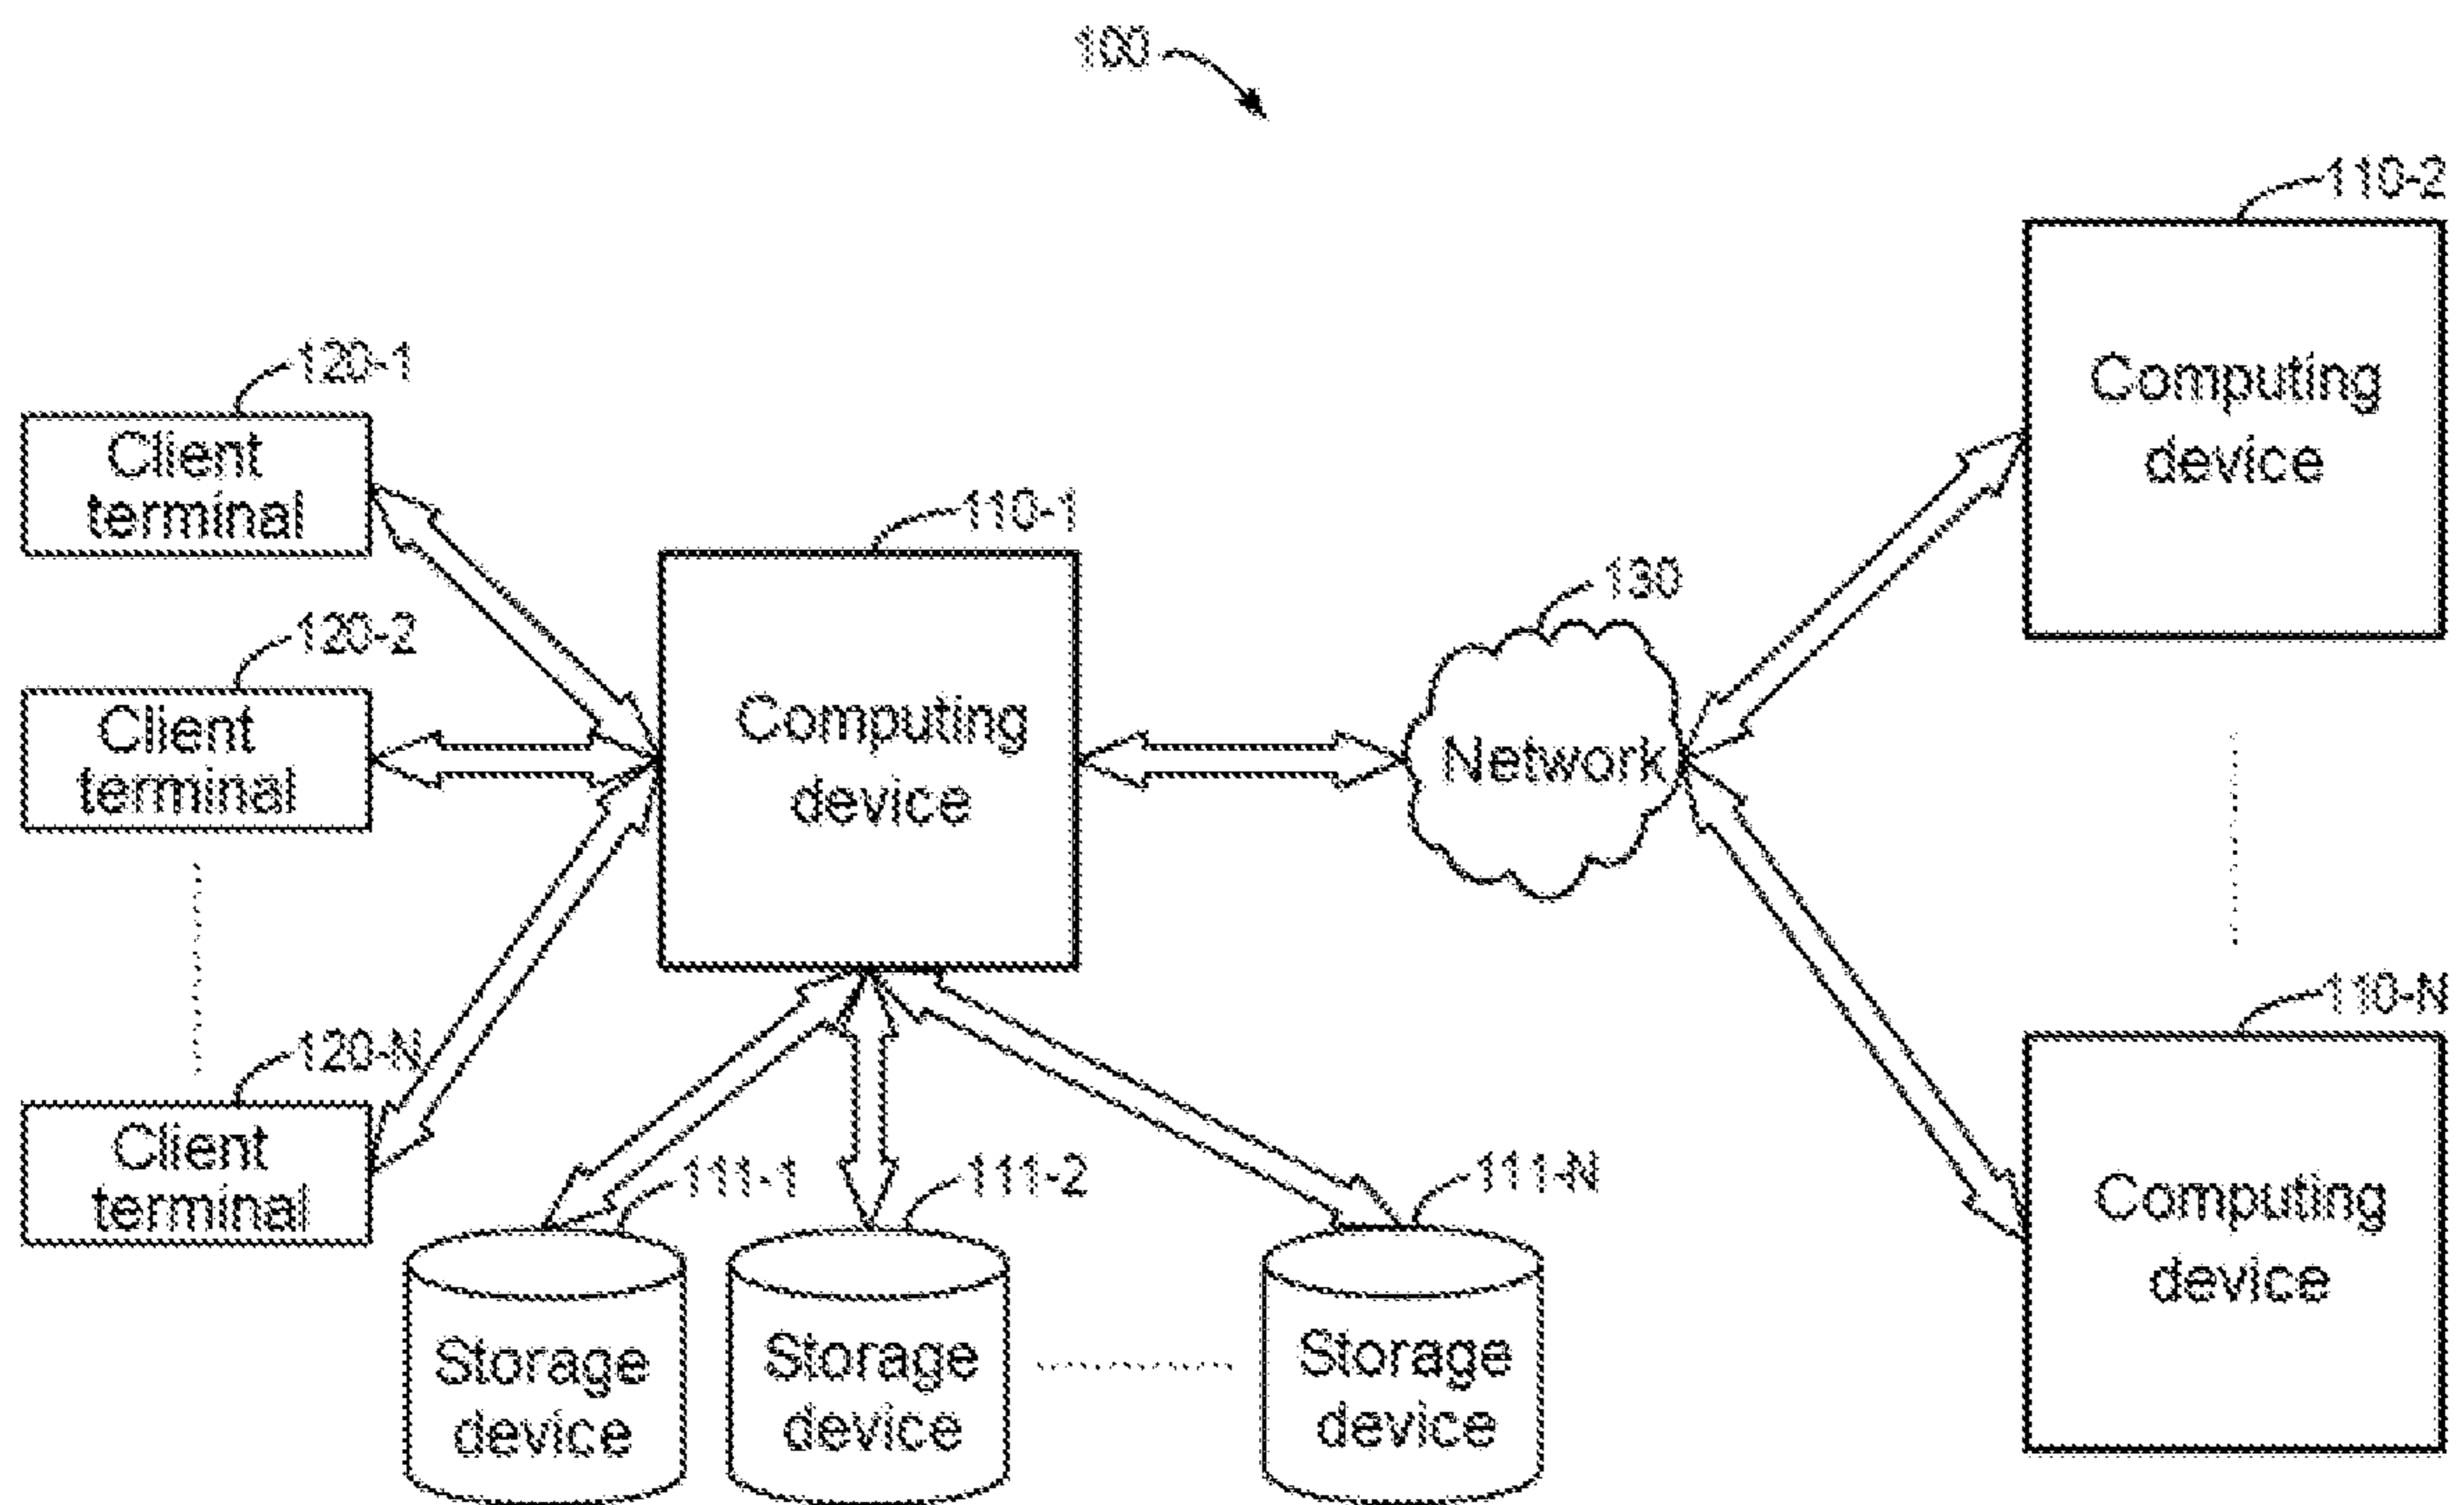 100
110-2
Computing
device
120-1
Client
terminal
110-1
Computing
device
130
Network
120-2
Client
terminal
110-N
Computing
device
120-N
Client
terminal
111-1
Storage
device
111-2
Storage
device
111-N
Storage
device